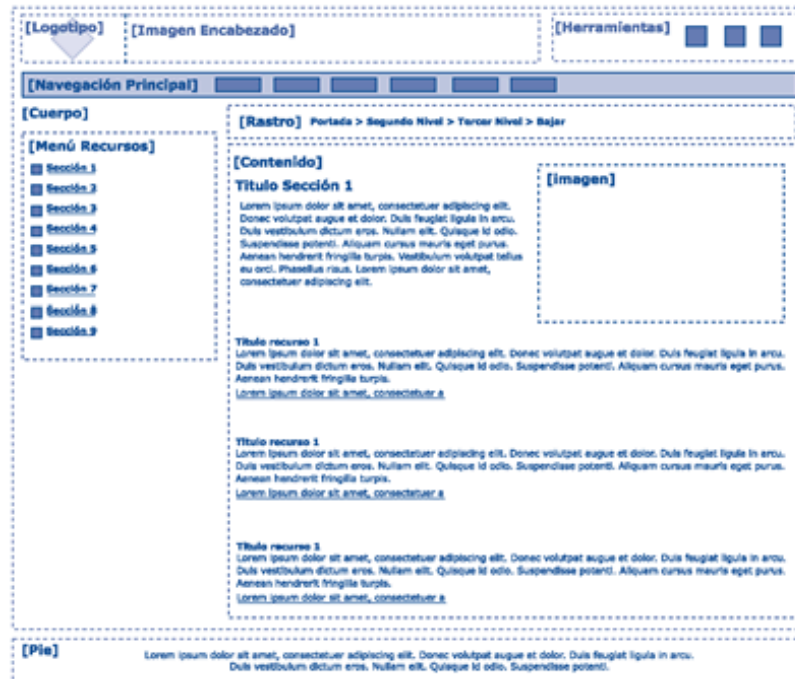 [Logotipo]
[Imagen Encabezado]
[Herramientas]
[Navegación Principal]
[Cuerpo]
[Rastro] Portada > Segundo Nivel > Tercer Nivel > Bajar
[Menú Recursos]
Sección 1
Sección 2
Sección 3
Sección 4
Sección 5
Sección 6
Sección 7
Sección 8
Sección 9
[Contenido]
Titulo Sección 1
Lorem ipsum dolor sit amet, consectetuer adipiscing elit.
Donec volutpat augue et dolor. Duis feugiat ligula in arcu.
Duis vestibulum dictum eros. Nullam elit. Quisque id odio.
Suspendisse potenti. Aliquam cursus mauris eget purus.
Aenean hendrerit fringilla turpis. Vestibulum volutpat tellus
eu orci. Phasellus risus. Lorem ipsum dolor sit amet,
consectetuer adipiscing elit.
[imagen]
Titulo recurso 1
Lorem ipsum dolor sit amet, consectetuer adipiscing elit. Donec volutpat augue et dolor. Duis feugiat ligula in arcu.
Duis vestibulum dictum eros. Nullam elit. Quisque id odio. Suspendisse potenti. Aliquam cursus mauris eget purus.
Aenean hendrerit fringilla turpis.
Lorem ipsum dolor sit amet, consectetuer a
Titulo recurso 1
Lorem ipsum dolor sit amet, consectetuer adipiscing elit. Donec volutpat augue et dolor. Duis feugiat ligula in arcu.
Duis vestibulum dictum eros. Nullam elit. Quisque id odio. Suspendisse potenti. Aliquam cursus mauris eget purus.
Aenean hendrerit fringilla turpis.
Lorem ipsum dolor sit amet, consectetuer a
Titulo recurso 1
Lorem ipsum dolor sit amet, consectetuer adipiscing elit. Donec volutpat augue et dolor. Duis feugiat ligula in arcu.
Duis vestibulum dictum eros. Nullam elit. Quisque id odio. Suspendisse potenti. Aliquam cursus mauris eget purus.
Aenean hendrerit fringilla turpis.
Lorem ipsum dolor sit amet, consectetuer a
[Pie]
Lorem ipsum dolor sit amet, consectetuer adipiscing elit. Donec volutpat augue et dolor. Duis feugiat ligula in arcu.
Duis vestibulum dictum eros. Nullam elit. Quisque id odio. Suspendisse potenti.